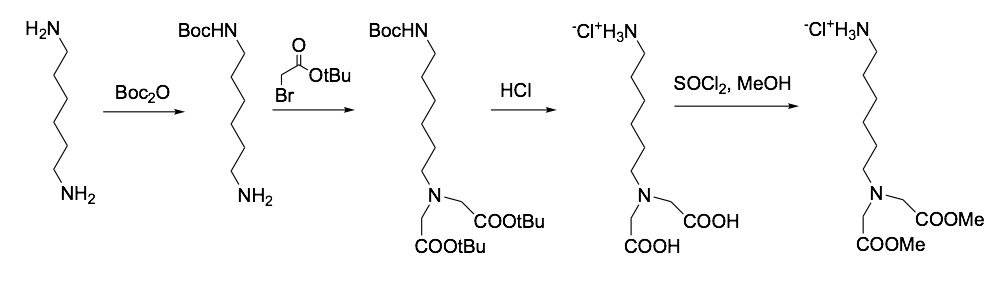 H₂N
NH₂
Boc₂O
BocHN
NH₂
O
OtBu
Br
BocHN
N
COOtBu
COOtBu
HCl
⁻Cl⁺H₃N
N
COOH
COOH
SOCl₂, MeOH
⁻Cl⁺H₃N
N
COOMe
COOMe